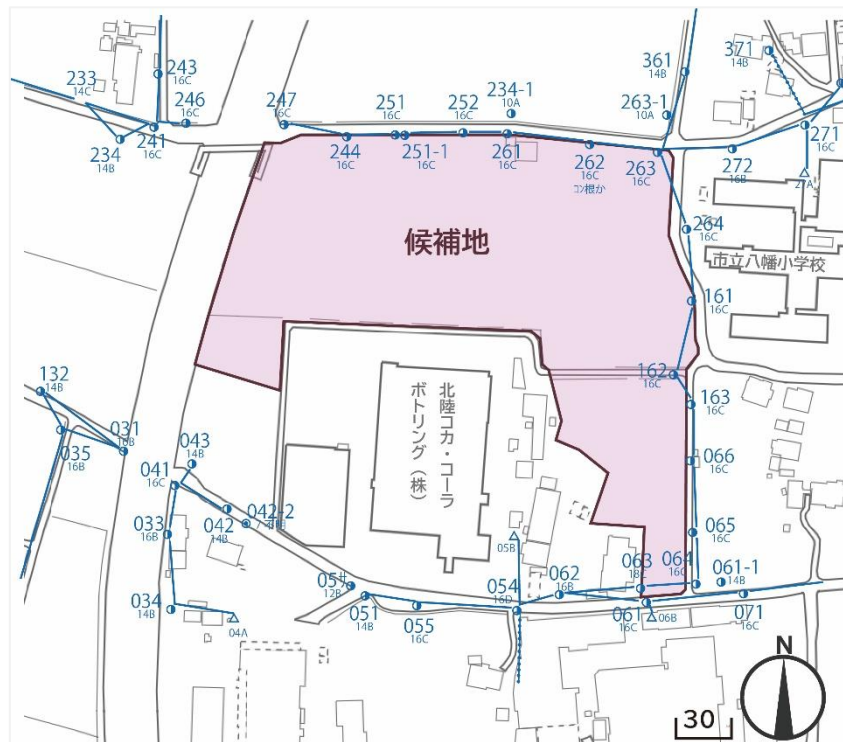 233
14C
243
16C
246
16C
234
14B
241
16C
247
16C
244
16C
251
16C
251-1
252
16C
234-1
10A
261
16C
262
16C
コン根か
263-1
10A
361
14B
371
14B
263
16C
272
16B
271
16C
27A
264
16C
市立八幡小学校
候補地
161
16C
162
16C
163
16C
066
16C
065
16C
064
063
061-1
14B
071
16C
061
16C
06B
062
16B
054
16D
05B
055
16C
051
14B
12B
042-2
042
14B
043
14B
041
16C
033
16B
034
14B
04A
132
14B
031
16B
035
16B
北陸コカ・コーラ
ボトリング(株)
N
30